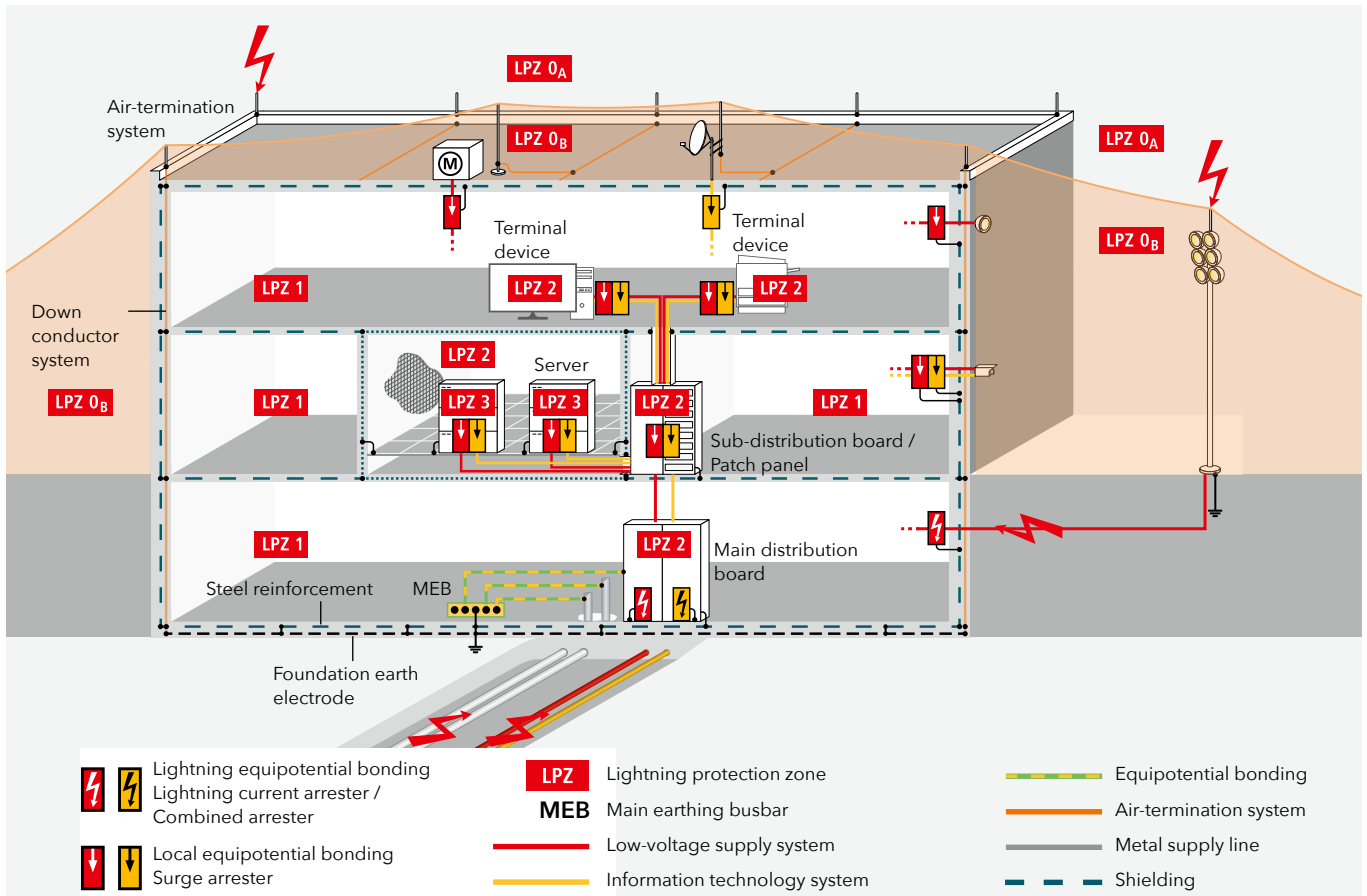 LPZ 0A
Air-termination
system
LPZ 0B
LPZ 0A
M
LPZ 0B
Terminal
device
Terminal
device
LPZ 1
LPZ 2
LPZ 2
Down
conductor
system
LPZ 0B
LPZ 2
Server
LPZ 1
LPZ 3
LPZ 3
LPZ 2
LPZ 1
Sub-distribution board /
Patch panel
LPZ 1
LPZ 2
Main distribution
board
Steel reinforcement
MEB
Foundation earth
electrode
Lightning equipotential bonding
Lightning current arrester /
Combined arrester
Local equipotential bonding
Surge arrester
LPZ Lightning protection zone
MEB Main earthing busbar
Low-voltage supply system
Information technology system
Equipotential bonding
Air-termination system
Metal supply line
Shielding